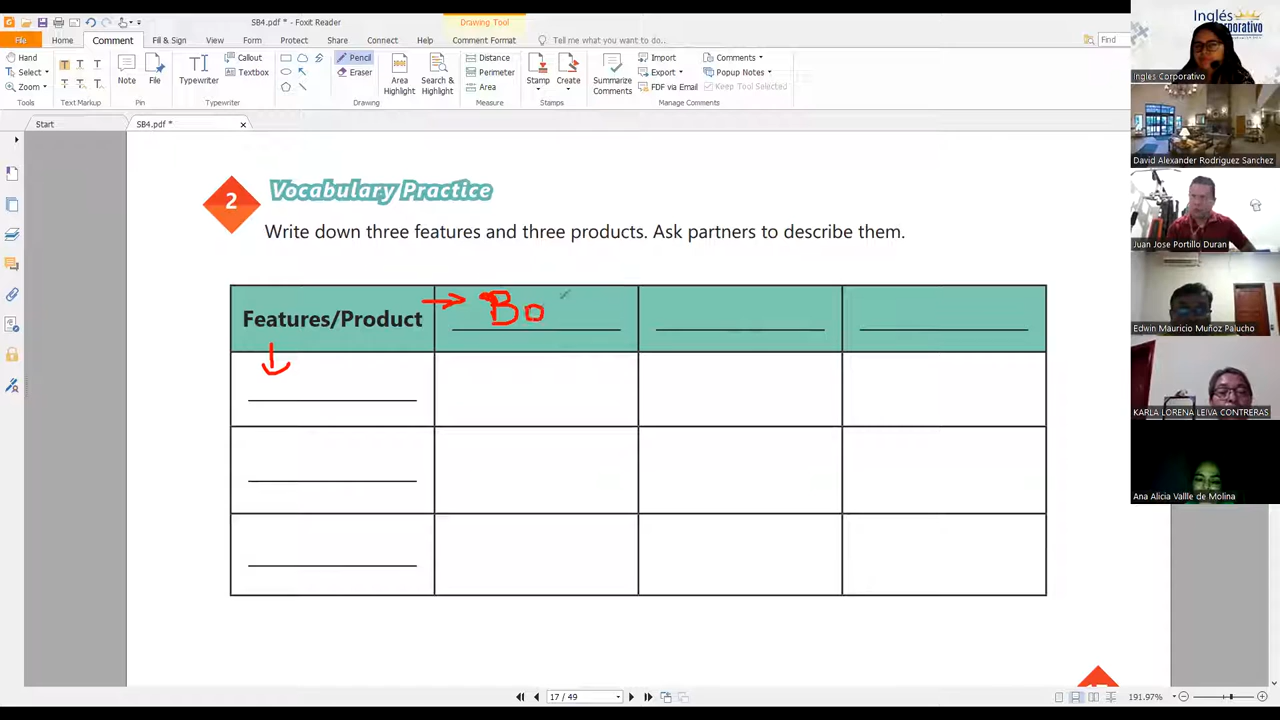 SB4.pdf * - Foxit Reader
Drawing Tool
File
Home
Comment
Fill & Sign
View
Form
Protect
Share
Connect
Help
Comment Format
Tell me what you want to do...
Find
Hand
Select
Zoom
Tools
Text Markup
Note
File
Pin
Typewriter
Callout
Textbox
Typewriter
Pencil
Eraser
Drawing
Area Highlight
Search & Highlight
Distance
Perimeter
Area
Measure
Stamp
Create
Stamps
Summarize Comments
Import
Export
FDF via Email
Comments
Popup Notes
Keep Tool Selected
Manage Comments
Start
SB4.pdf *
2
Vocabulary Practice
Write down three features and three products. Ask partners to describe them.
Features/Product
Bo
17 / 49
191.97%
Inglés
Corporativo
Ingles Corporativo
David Alexander Rodriguez Sanchez
Juan Jose Portillo Duran
Edwin Mauricio Muñoz Palucho
KARLA LORENA LEIVA CONTRERAS
Ana Alicia Vallle de Molina